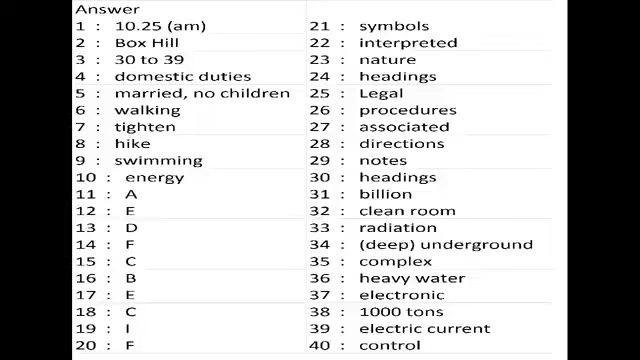 Answer
1 : 10.25 (am)
2 : Box Hill
3 : 30 to 39
4 : domestic duties
5 : married, no children
6 : walking
7 : tighten
8 : hike
9 : swimming
10 : energy
11 : A
12 : E
13 : D
14 : F
15 : C
16 : B
17 : E
18 : C
19 : I
20 : F
21 : symbols
22 : interpreted
23 : nature
24 : headings
25 : Legal
26 : procedures
27 : associated
28 : directions
29 : notes
30 : headings
31 : billion
32 : clean room
33 : radiation
34 : (deep) underground
35 : complex
36 : heavy water
37 : electronic
38 : 1000 tons
39 : electric current
40 : control